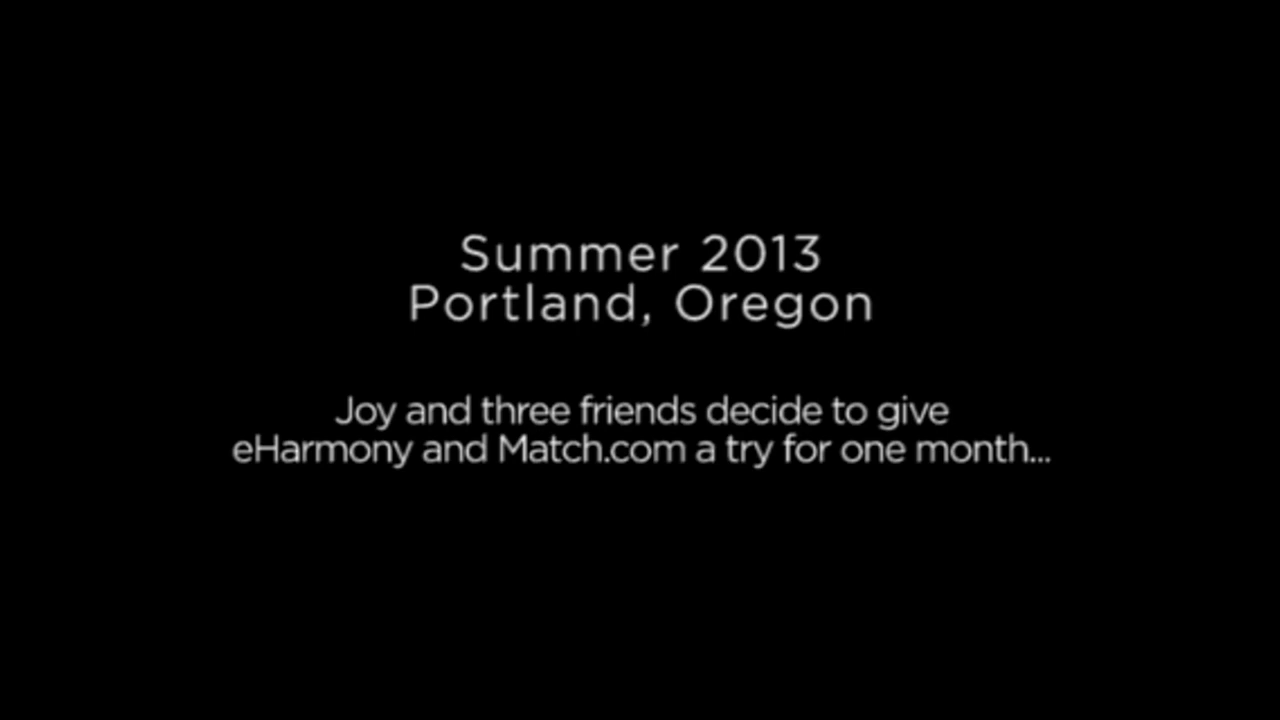 Summer 2013
Portland, Oregon
Joy and three friends decide to give
eHarmony and Match.com a try for one month...